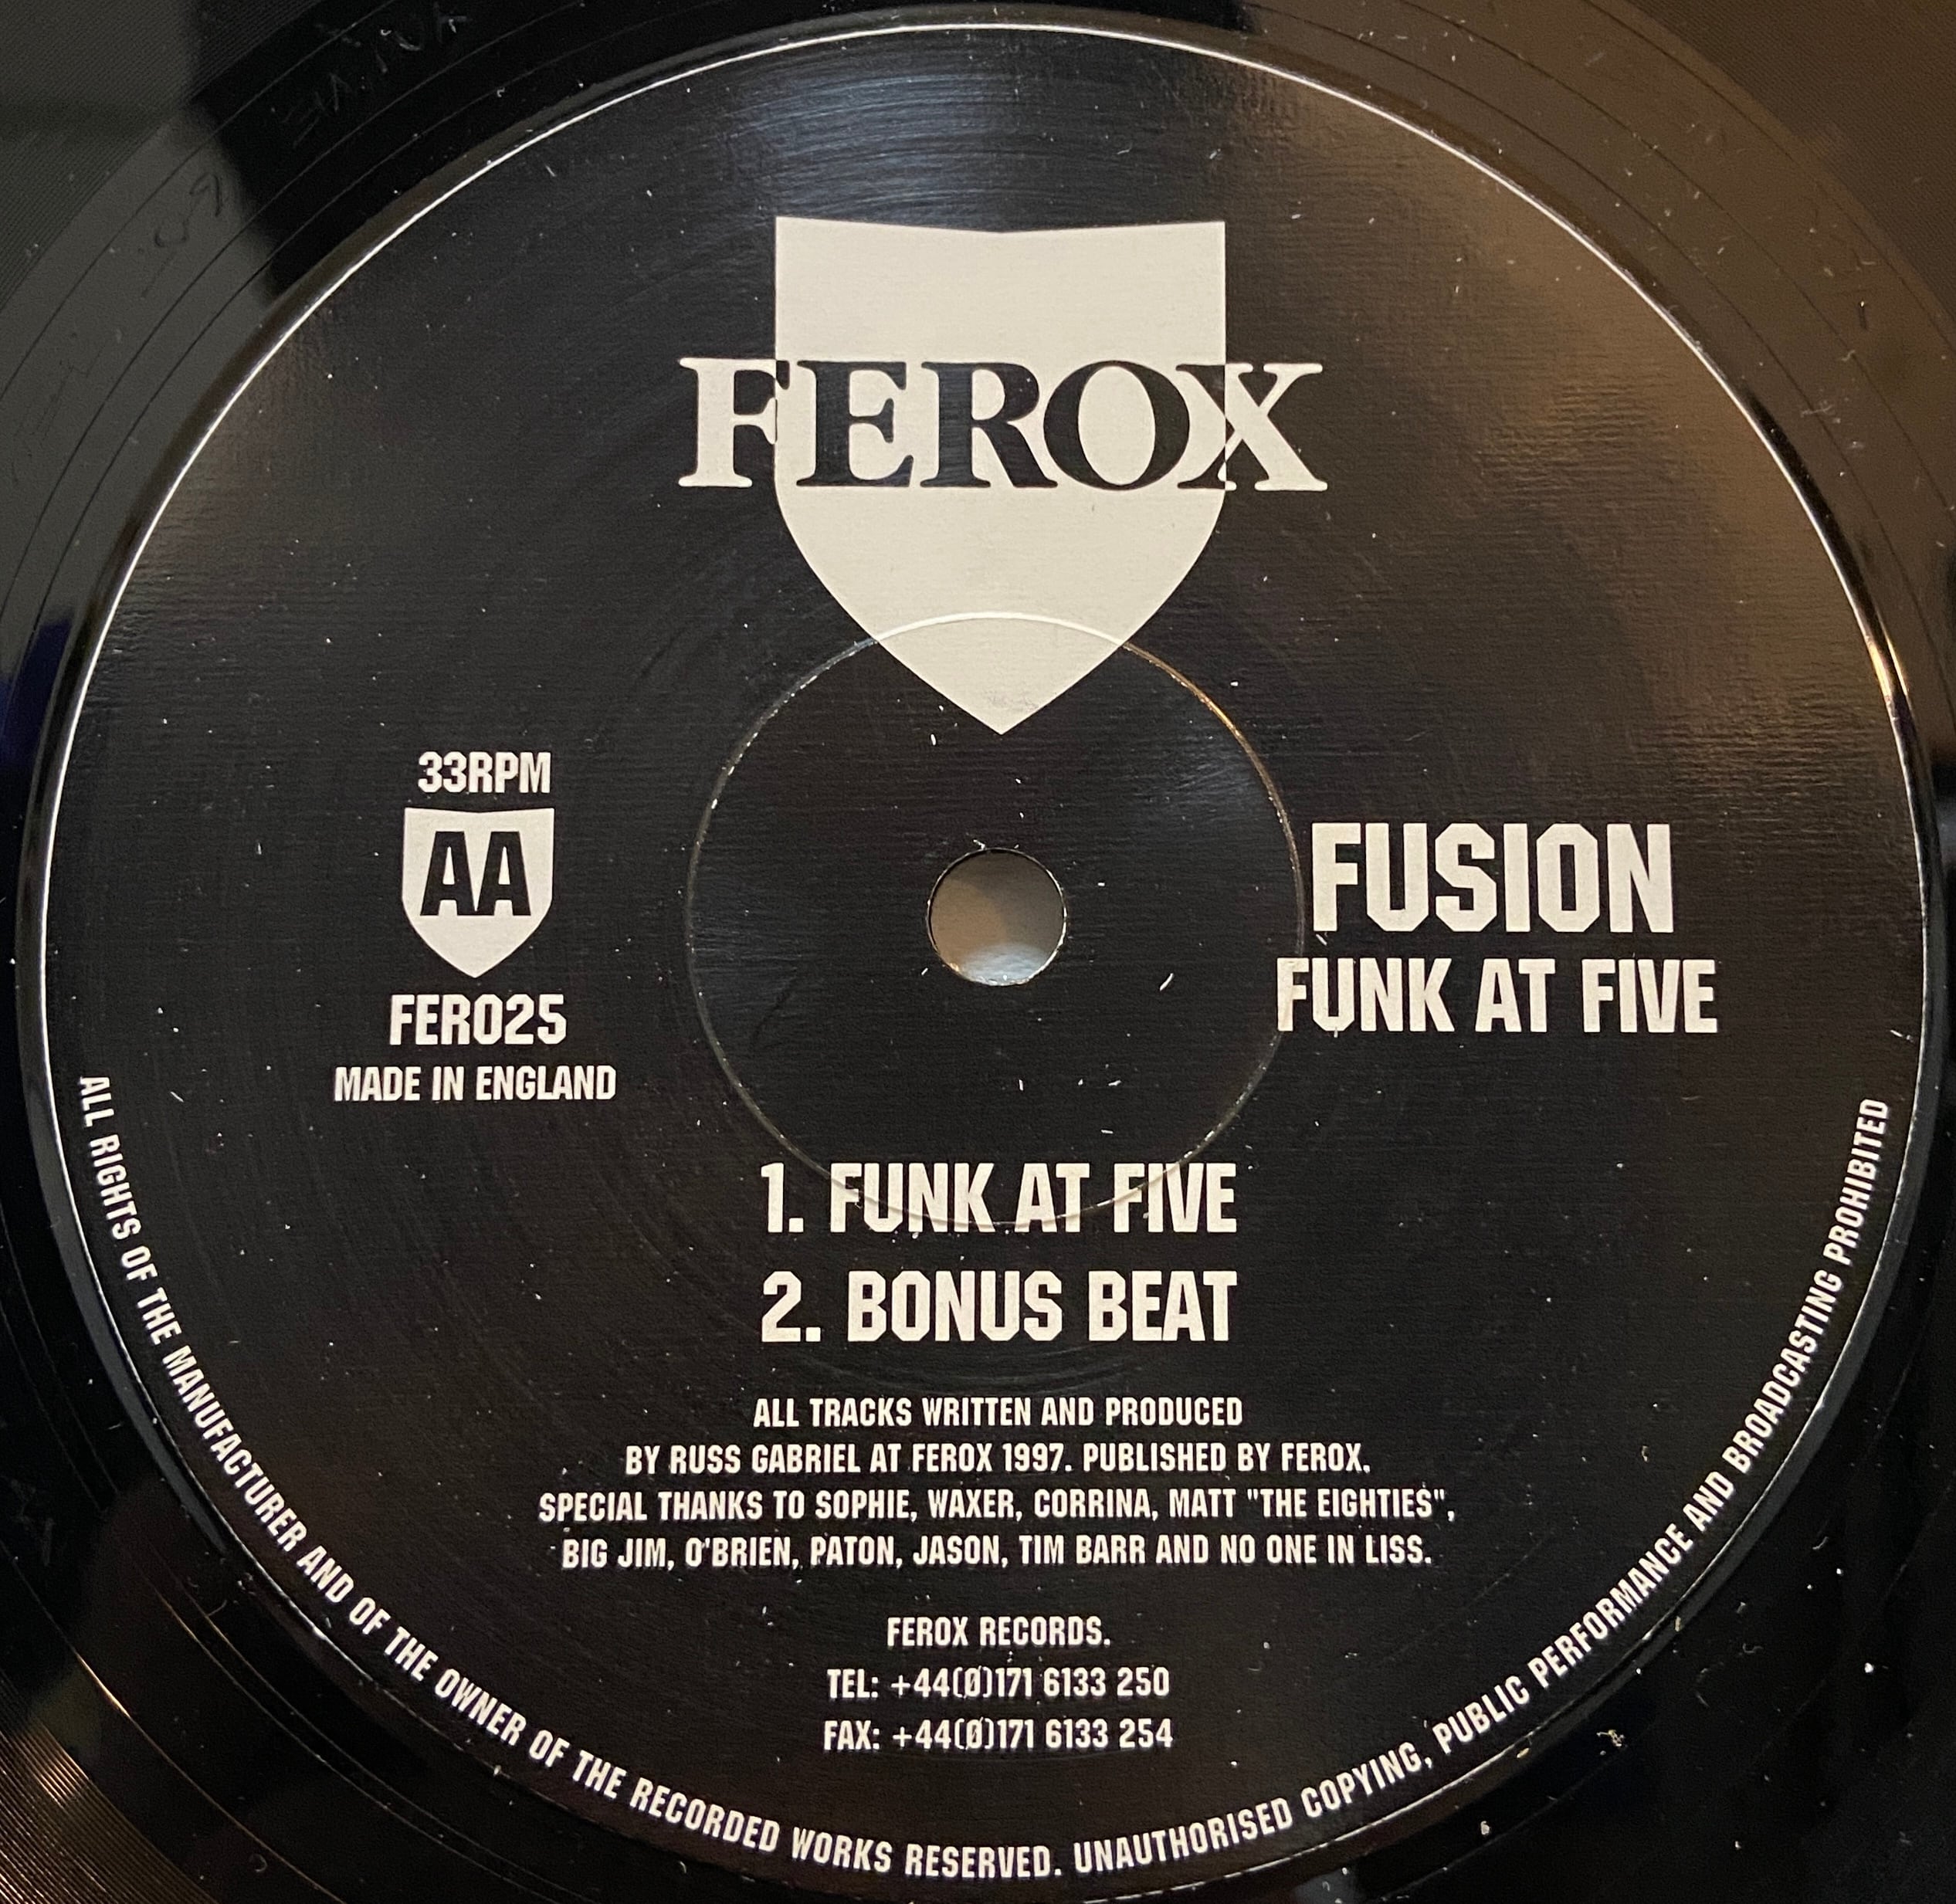 FEROX
33RPM
AA
FER025
MADE IN ENGLAND
FUSION
FUNK AT FIVE
1. FUNK AT FIVE
2. BONUS BEAT
ALL TRACKS WRITTEN AND PRODUCED
BY RUSS GABRIEL AT FEROX 1997. PUBLISHED BY FEROX.
SPECIAL THANKS TO SOPHIE, WAXER, CORRINA, MATT "THE EIGHTIES",
BIG JIM, O'BRIEN, PATON, JASON, TIM BARR AND NO ONE IN LISS.
FEROX RECORDS.
TEL: +44(0)171 6133 250
FAX: +44(0)171 6133 254
ALL RIGHTS OF THE MANUFACTURER AND OF THE OWNER OF THE RECORDED WORKS RESERVED. UNAUTHORISED COPYING, PUBLIC PERFORMANCE AND BROADCASTING PROHIBITED